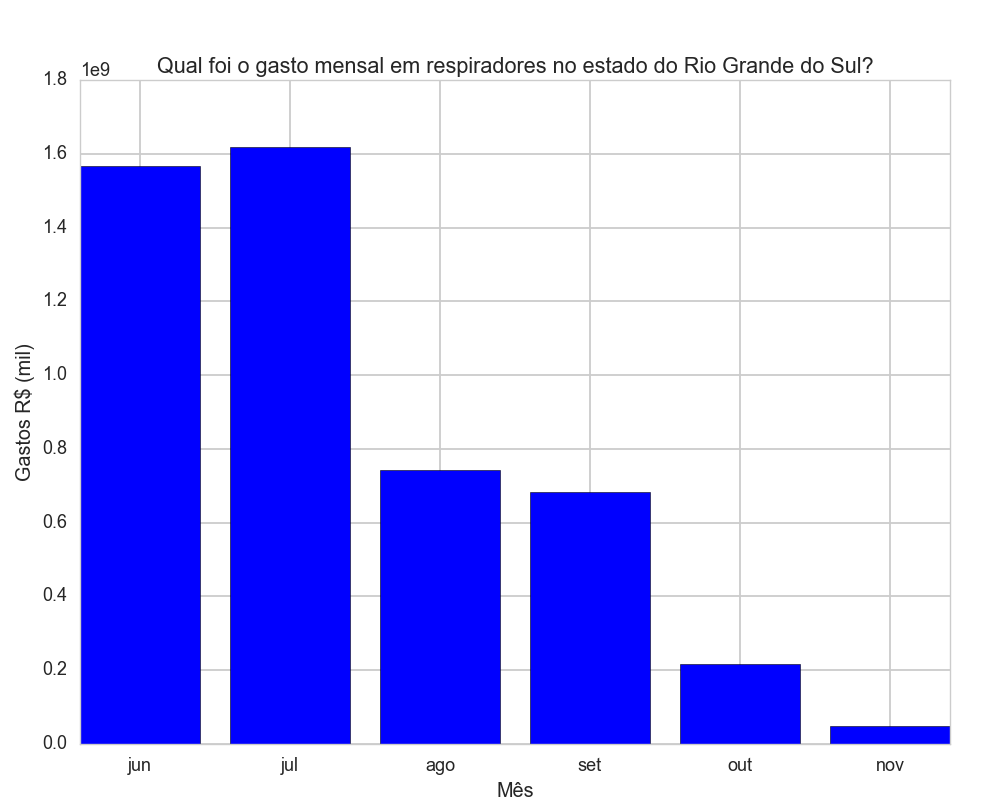 Qual foi o gasto mensal em respiradores no estado do Rio Grande do Sul?
1e9
1.8
1.6
1.4
1.2
1.0
0.8
0.6
0.4
0.2
0.0
Gastos R$ (mil)
jun jul ago set out nov
Mês